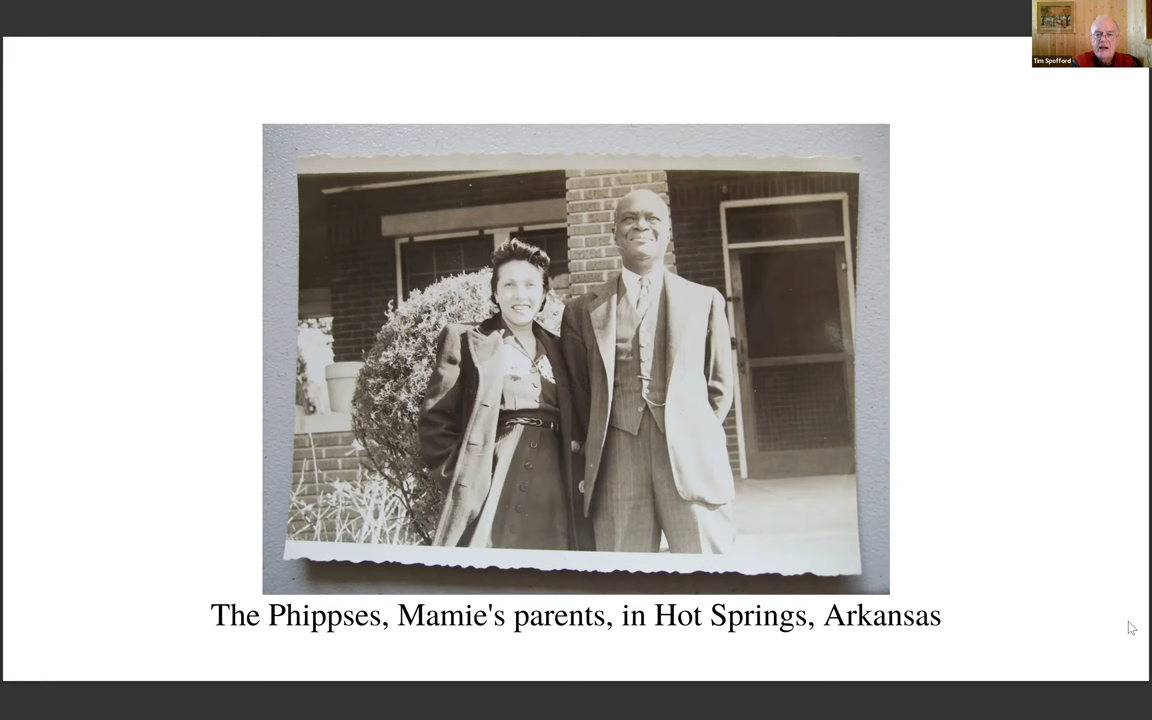 Tim Spofford
The Phippses, Mamie's parents, in Hot Springs, Arkansas